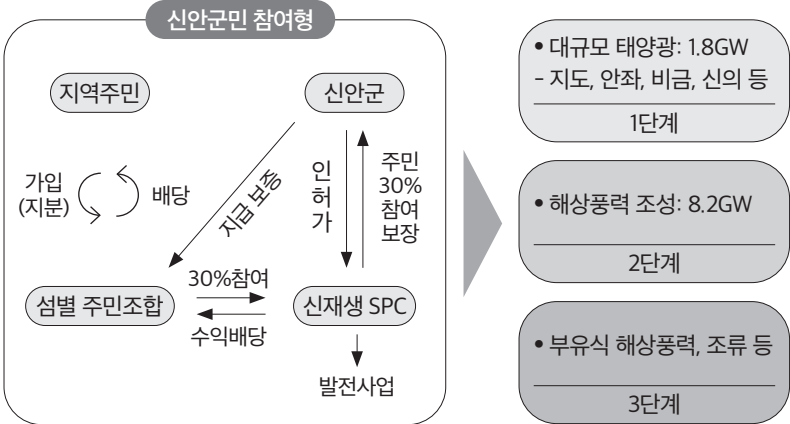 신안군민 참여형
지역주민
신안군
가입
(지분)
배당
지급 보증
인
허
가
주민
30%
참여
보장
섬별 주민조합
30%참여
수익배당
신재생 SPC
발전사업
• 대규모 태양광: 1.8GW
- 지도, 안좌, 비금, 신의 등
1단계
• 해상풍력 조성: 8.2GW
2단계
• 부유식 해상풍력, 조류 등
3단계